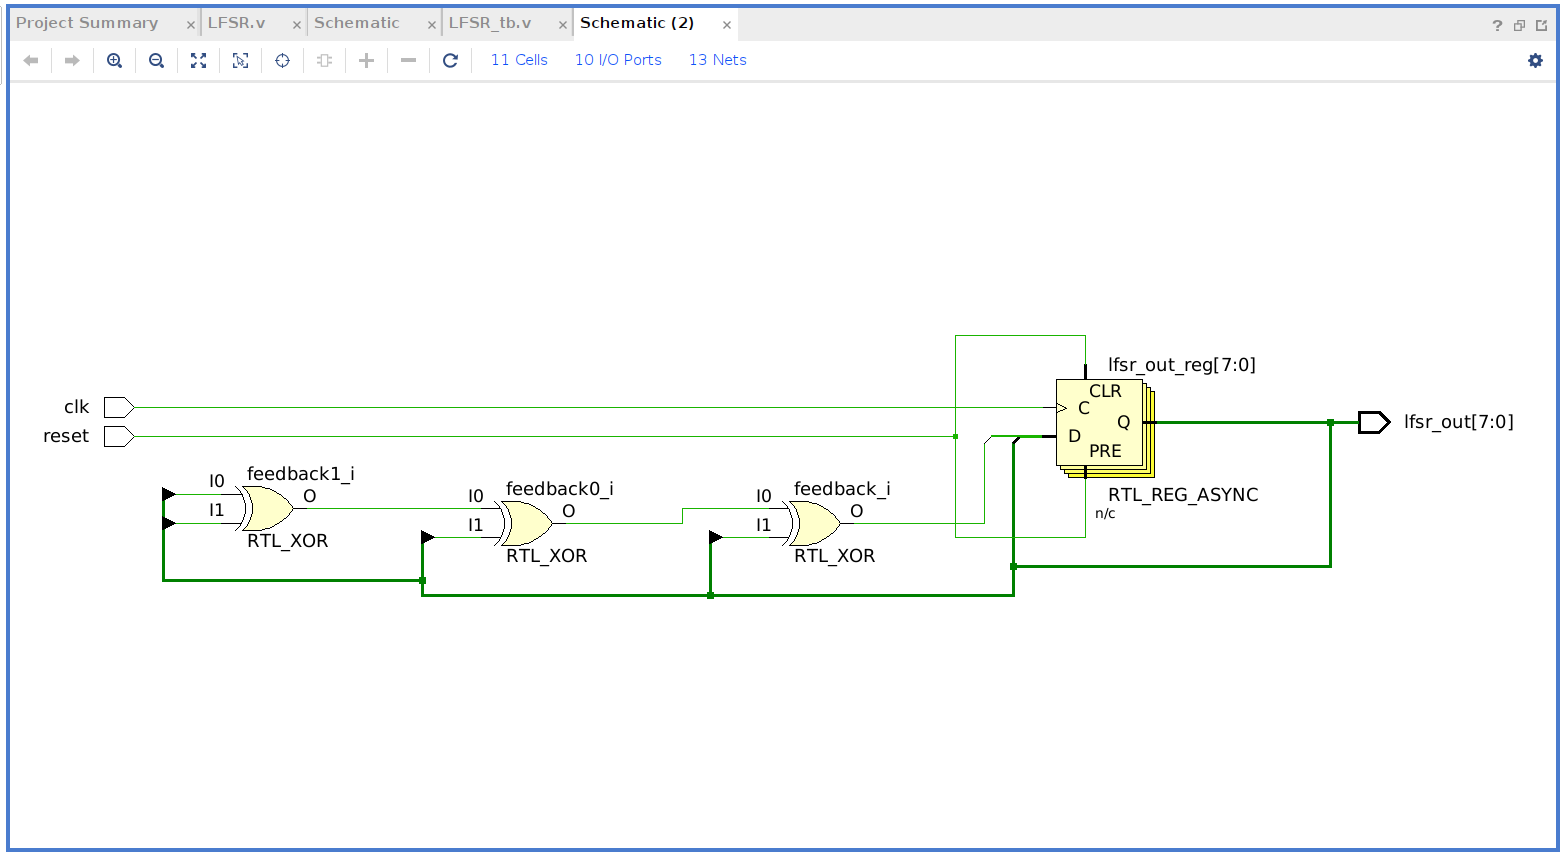 Project Summary × LFSR.v × Schematic × LFSR_tb.v × Schematic (2) × ?
11 Cells 10 I/O Ports 13 Nets
lfsr_out_reg[7:0]
clk
reset
CLR
C
Q
D
PRE
lfsr_out[7:0]
RTL_REG_ASYNC
n/c
feedback1_i
I0
I1
O
RTL_XOR
feedback0_i
I0
I1
O
RTL_XOR
feedback_i
I0
I1
O
RTL_XOR